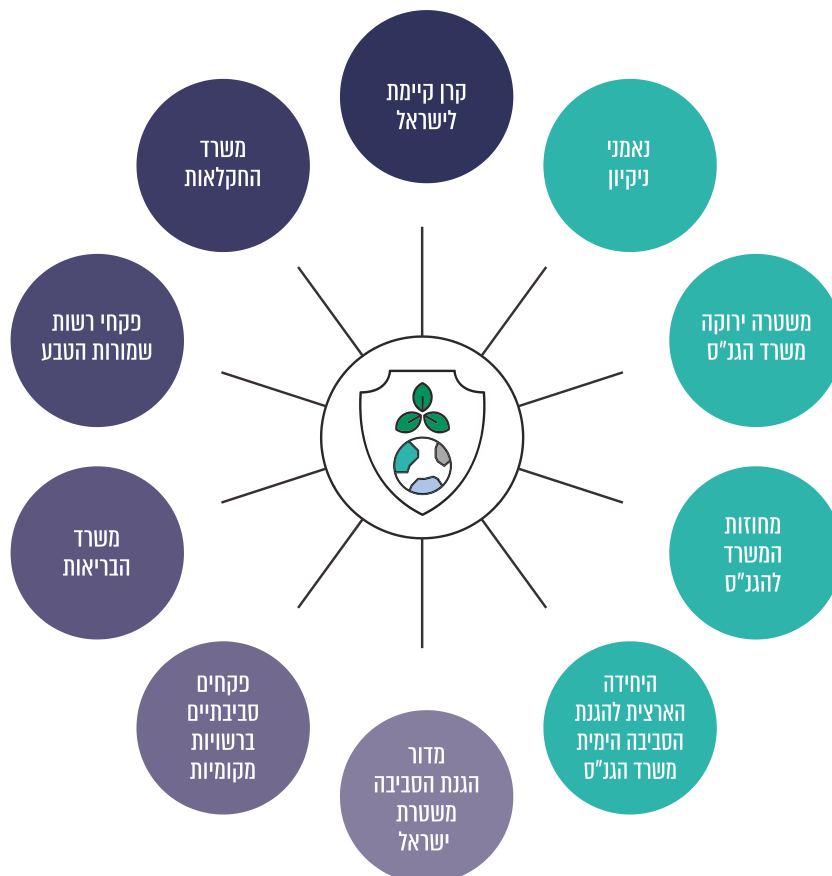 קרן קיימת
לישראל
נאמני
ניקיון
משטרה ירוקה
משרד הגנ"ס
מחוזות
המשרד
להגנ"ס
היחידה
הארצית להגנת
הסביבה הימית
משרד הגנ"ס
מדור
הגנת הסביבה
משטרת
ישראל
פקחים
סביבתיים
ברשויות
מקומיות
משרד
הבריאות
פקחי רשות
שמורות הטבע
משרד
החקלאות